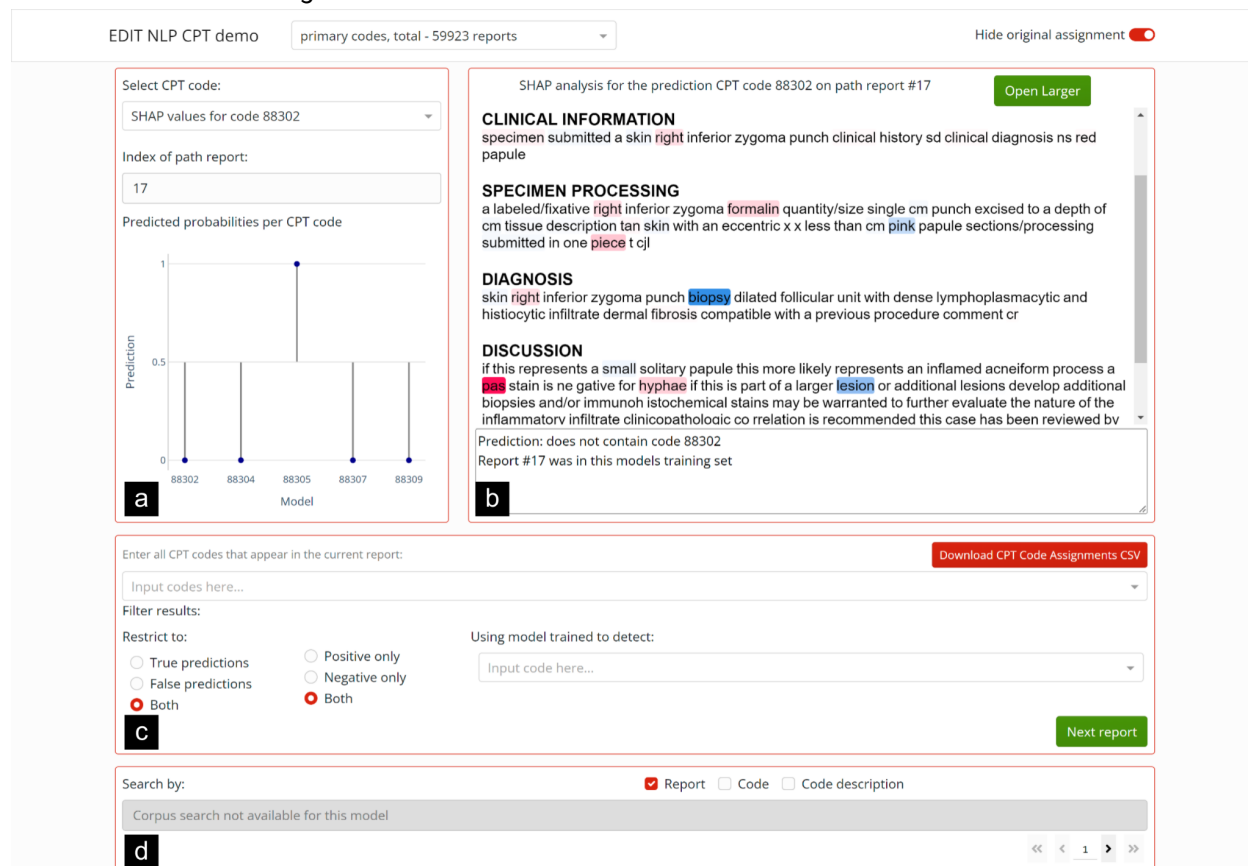 EDIT NLP CPT demo
primary codes, total - 59923 reports
Hide original assignment
Select CPT code:
SHAP values for code 88302
Index of path report:
17
Predicted probabilities per CPT code
1
0.5
0
Prediction
88302 88304 88305 88307 88309
Model
a
SHAP analysis for the prediction CPT code 88302 on path report #17
Open Larger
CLINICAL INFORMATION
specimen submitted a skin right inferior zygoma punch clinical history sd clinical diagnosis ns red
papule
SPECIMEN PROCESSING
a labeled/fixative right inferior zygoma formalin quantity/size single cm punch excised to a depth of
cm tissue description tan skin with an eccentric x x less than cm pink papule sections/processing
submitted in one piece t cjl
DIAGNOSIS
skin right inferior zygoma punch biopsy dilated follicular unit with dense lymphoplasmacytic and
histiocytic infiltrate dermal fibrosis compatible with a previous procedure comment cr
DISCUSSION
if this represents a small solitary papule this more likely represents an inflamed acneiform process a
pas stain is ne gative for hyphae if this is part of a larger lesion or additional lesions develop additional
biopsies and/or immunoh istochemical stains may be warranted to further evaluate the nature of the
inflammatory infiltrate clinicopathologic co rrelation is recommended this case has been reviewed by
Prediction: does not contain code 88302
Report #17 was in this models training set
b
Enter all CPT codes that appear in the current report:
Download CPT Code Assignments CSV
Input codes here...
Filter results:
Restrict to:
True predictions
False predictions
Both
Positive only
Negative only
Both
Using model trained to detect:
Input code here...
c
Next report
Search by:
Report Code Code description
Corpus search not available for this model
d
<< < 1 > >>